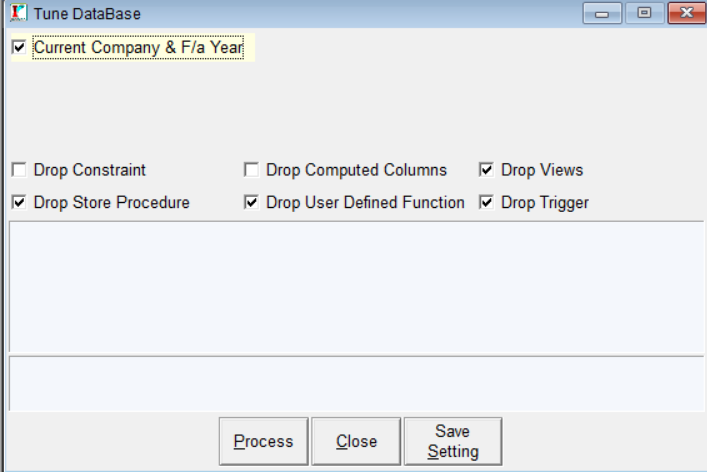 Tune DataBase
Current Company & F/a Year
Drop Constraint Drop Computed Columns Drop Views
Drop Store Procedure Drop User Defined Function Drop Trigger
Process Close Save
Setting